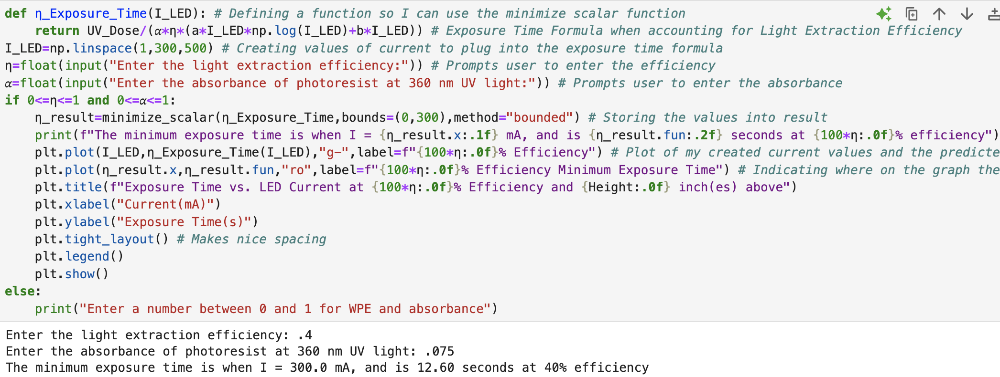 def η_Exposure_Time(I_LED): # Defining a function so I can use the minimize scalar function
    return UV_Dose/(α*η*(a*I_LED*np.log(I_LED)+b*I_LED)) # Exposure Time Formula when accounting for Light Extraction Efficiency
I_LED=np.linspace(1,300,500) # Creating values of current to plug into the exposure time formula
η=float(input("Enter the light extraction efficiency:")) # Prompts user to enter the efficiency
α=float(input("Enter the absorbance of photoresist at 360 nm UV light:")) # Prompts user to enter the absorbance
if 0<=η<=1 and 0<=α<=1:
    η_result=minimize_scalar(η_Exposure_Time,bounds=(0,300),method="bounded") # Storing the values into result
    print(f"The minimum exposure time is when I = {η_result.x:.1f} mA, and is {η_result.fun:.2f} seconds at {100*η:.0f}% efficiency")
    plt.plot(I_LED,η_Exposure_Time(I_LED),"g-",label=f"{100*η:.0f}% Efficiency") # Plot of my created current values and the predicte
    plt.plot(η_result.x,η_result.fun,"ro",label=f"{100*η:.0f}% Efficiency Minimum Exposure Time") # Indicating where on the graph the
    plt.title(f"Exposure Time vs. LED Current at {100*η:.0f}% Efficiency and {Height:.0f} inch(es) above")
    plt.xlabel("Current(mA)")
    plt.ylabel("Exposure Time(s)")
    plt.tight_layout() # Makes nice spacing
    plt.legend()
    plt.show()
else:
    print("Enter a number between 0 and 1 for WPE and absorbance")
Enter the light extraction efficiency: .4
Enter the absorbance of photoresist at 360 nm UV light: .075
The minimum exposure time is when I = 300.0 mA, and is 12.60 seconds at 40% efficiency